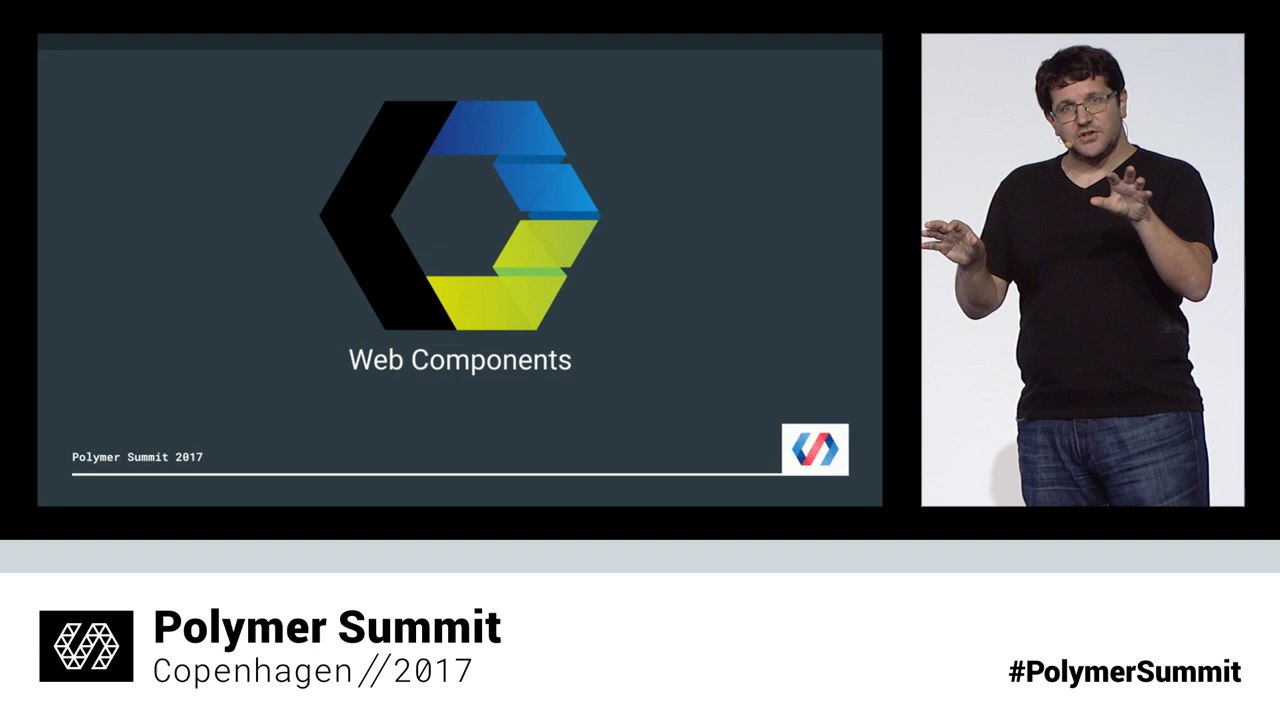 Web Components
Polymer Summit 2017
Polymer Summit
Copenhagen //2017
#PolymerSummit